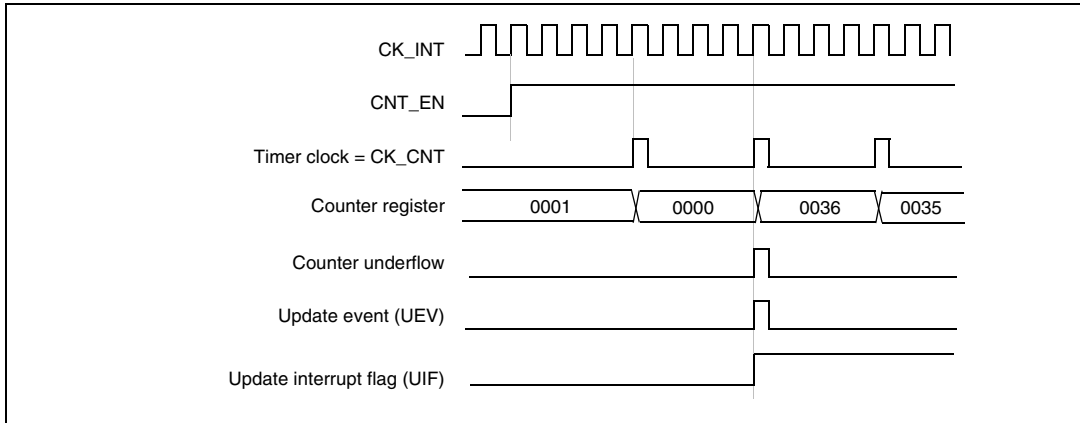 CK_INT
CNT_EN
Timer clock = CK_CNT
Counter register 0001 0000 0036 0035
Counter underflow
Update event (UEV)
Update interrupt flag (UIF)